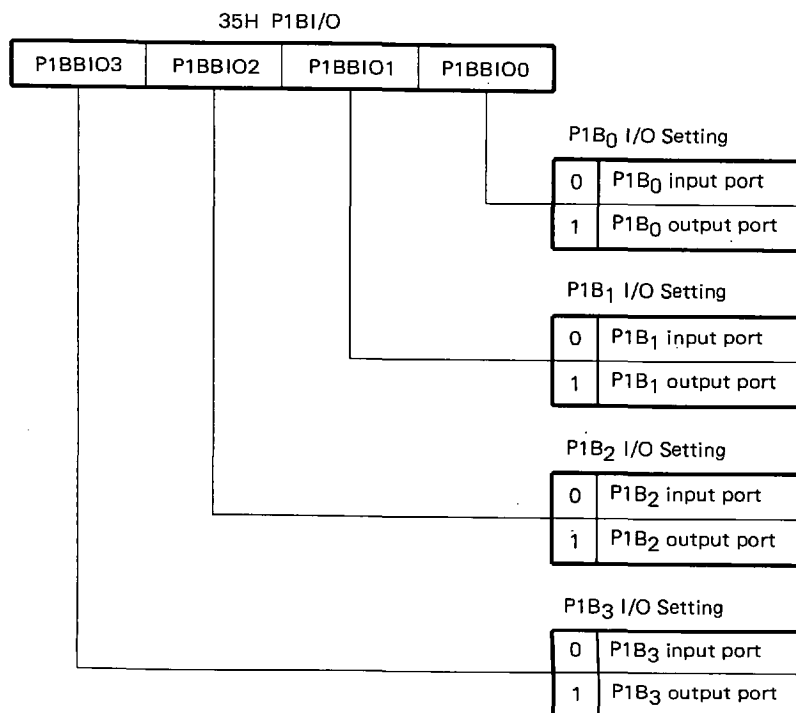 35H P1BI/O
P1BBIO3 P1BBIO2 P1BBIO1 P1BBIO0
P1B0 I/O Setting
0 P1B0 input port
1 P1B0 output port
P1B1 I/O Setting
0 P1B1 input port
1 P1B1 output port
P1B2 I/O Setting
0 P1B2 input port
1 P1B2 output port
P1B3 I/O Setting
0 P1B3 input port
1 P1B3 output port